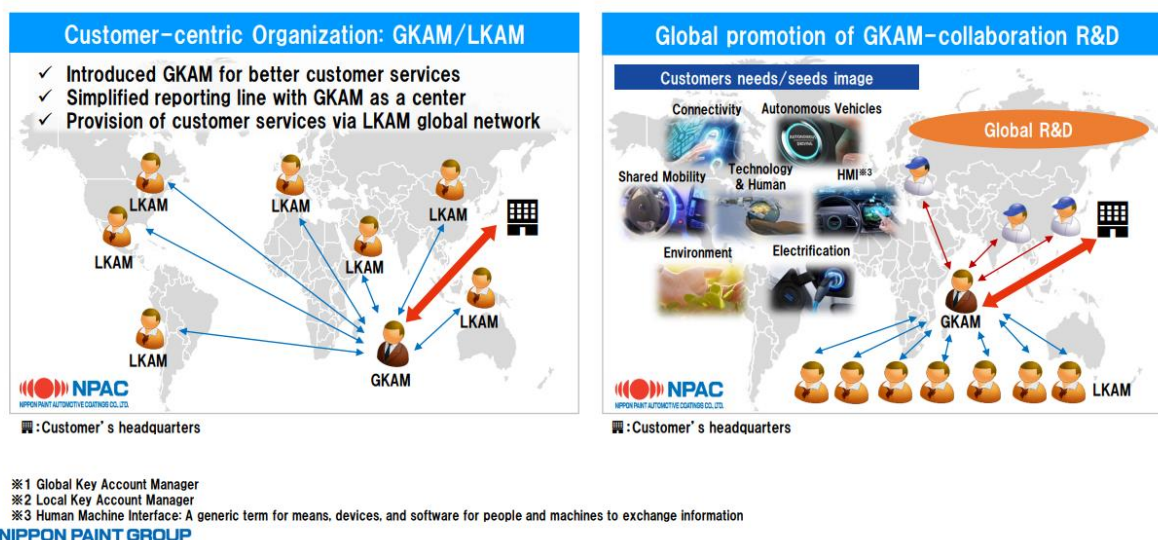 Customer-centric Organization: GKAM/LKAM
✓ Introduced GKAM for better customer services
✓ Simplified reporting line with GKAM as a center
✓ Provision of customer services via LKAM global network
LKAM
LKAM
LKAM
LKAM
LKAM
LKAM
LKAM
GKAM
NPAC
NIPPON PAINT AUTOMOTIVE COATINGS CO., LTD.
:Customer's headquarters
Global promotion of GKAM-collaboration R&D
Customers needs/seeds image
Connectivity
Autonomous Vehicles
Global R&D
Shared Mobility
Technology
& Human
HMI※3
Environment
Electrification
GKAM
LKAM
NPAC
NIPPON PAINT AUTOMOTIVE COATINGS CO., LTD.
:Customer's headquarters
※1 Global Key Account Manager
※2 Local Key Account Manager
※3 Human Machine Interface: A generic term for means, devices, and software for people and machines to exchange information
NIPPON PAINT GROUP